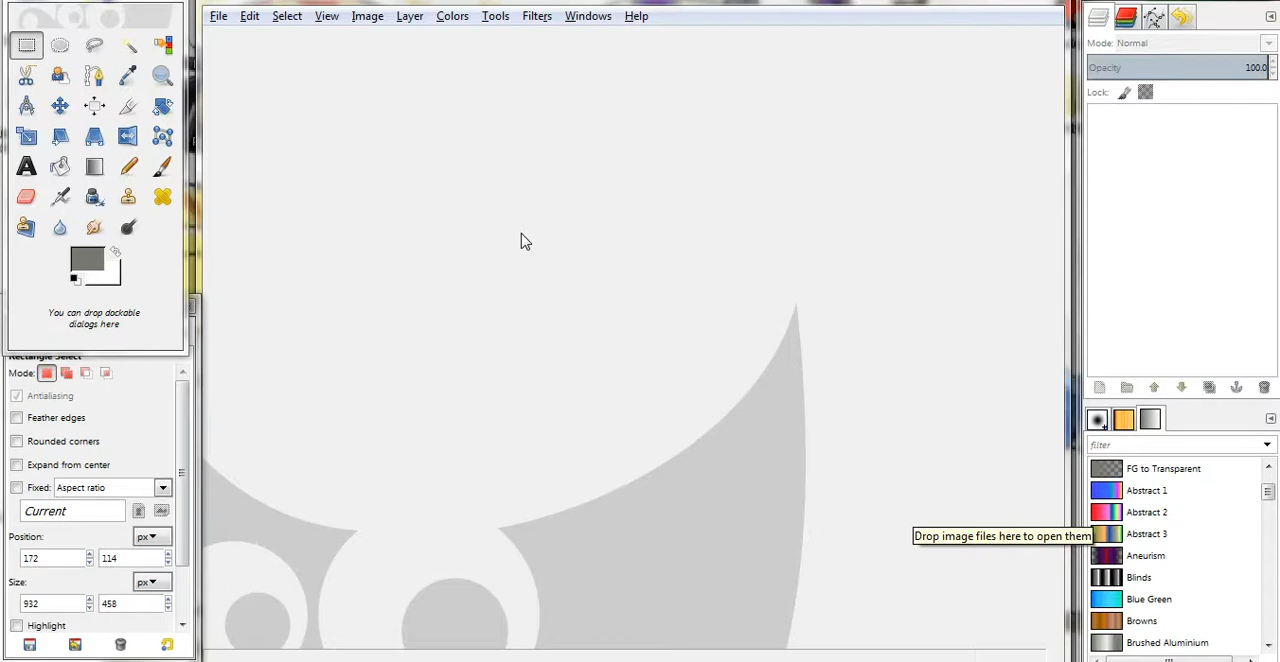 File Edit Select View Image Layer Colors Tools Filters Windows Help
You can drop dockable
dialogs here
Rectangle Select
Mode:
Antialiasing
Feather edges
Rounded corners
Expand from center
Fixed: Aspect ratio
Current
Position: px
172 114
Size: px
932 458
Highlight
Drop image files here to open them
Mode: Normal
Opacity 100.0
Lock:
filter
FG to Transparent
Abstract 1
Abstract 2
Abstract 3
Aneurism
Blinds
Blue Green
Browns
Brushed Aluminium